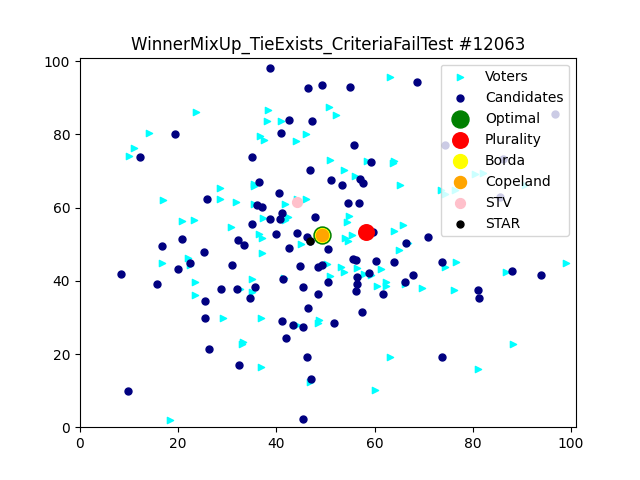 WinnerMixUp_TieExists_CriteriaFailTest #12063
100
80
60
40
20
0
0 20 40 60 80 100
Voters
Candidates
Optimal
Plurality
Borda
Copeland
STV
STAR